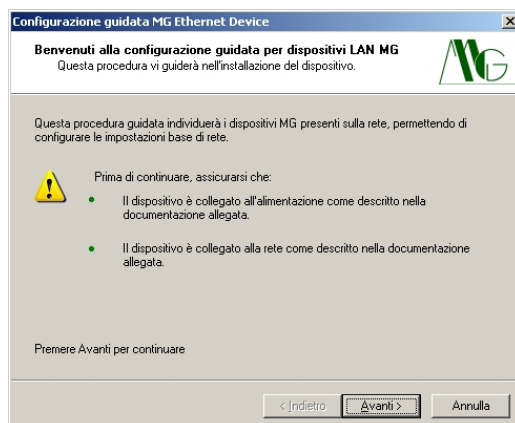 Configurazione guidata MG Ethernet Device
Benvenuti alla configurazione guidata per dispositivi LAN MG
Questa procedura vi guiderà nell'installazione del dispositivo.
MG
Questa procedura guidata individuerà i dispositivi MG presenti sulla rete, permettendo di
configurare le impostazioni base di rete.
Prima di continuare, assicurarsi che:
Il dispositivo è collegato all'alimentazione come descritto nella
documentazione allegata.
Il dispositivo è collegato alla rete come descritto nella documentazione
allegata.
Premere Avanti per continuare
< Indietro
Avanti >
Annulla